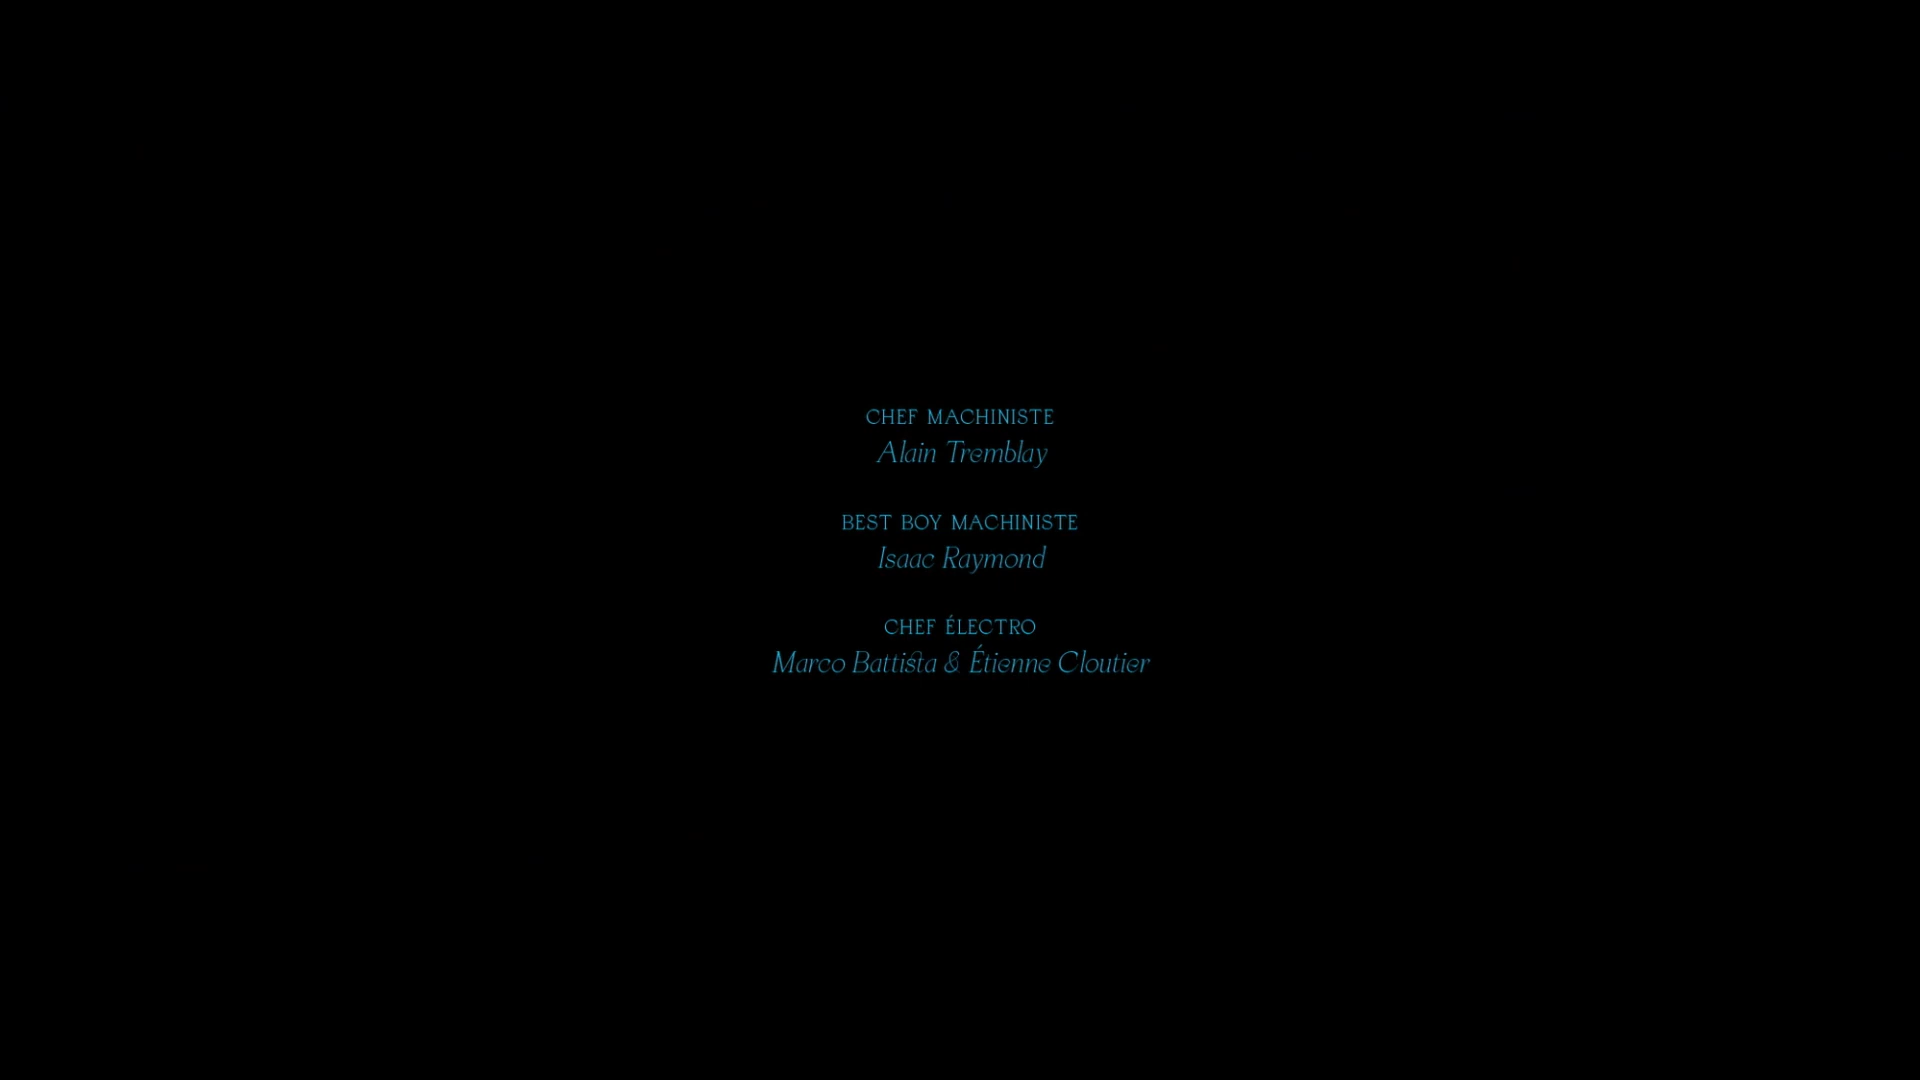 CHEF MACHINISTE
Alain Tremblay
BEST BOY MACHINISTE
Isaac Raymond
CHEF ÉLECTRO
Marco Battista & Étienne Cloutier